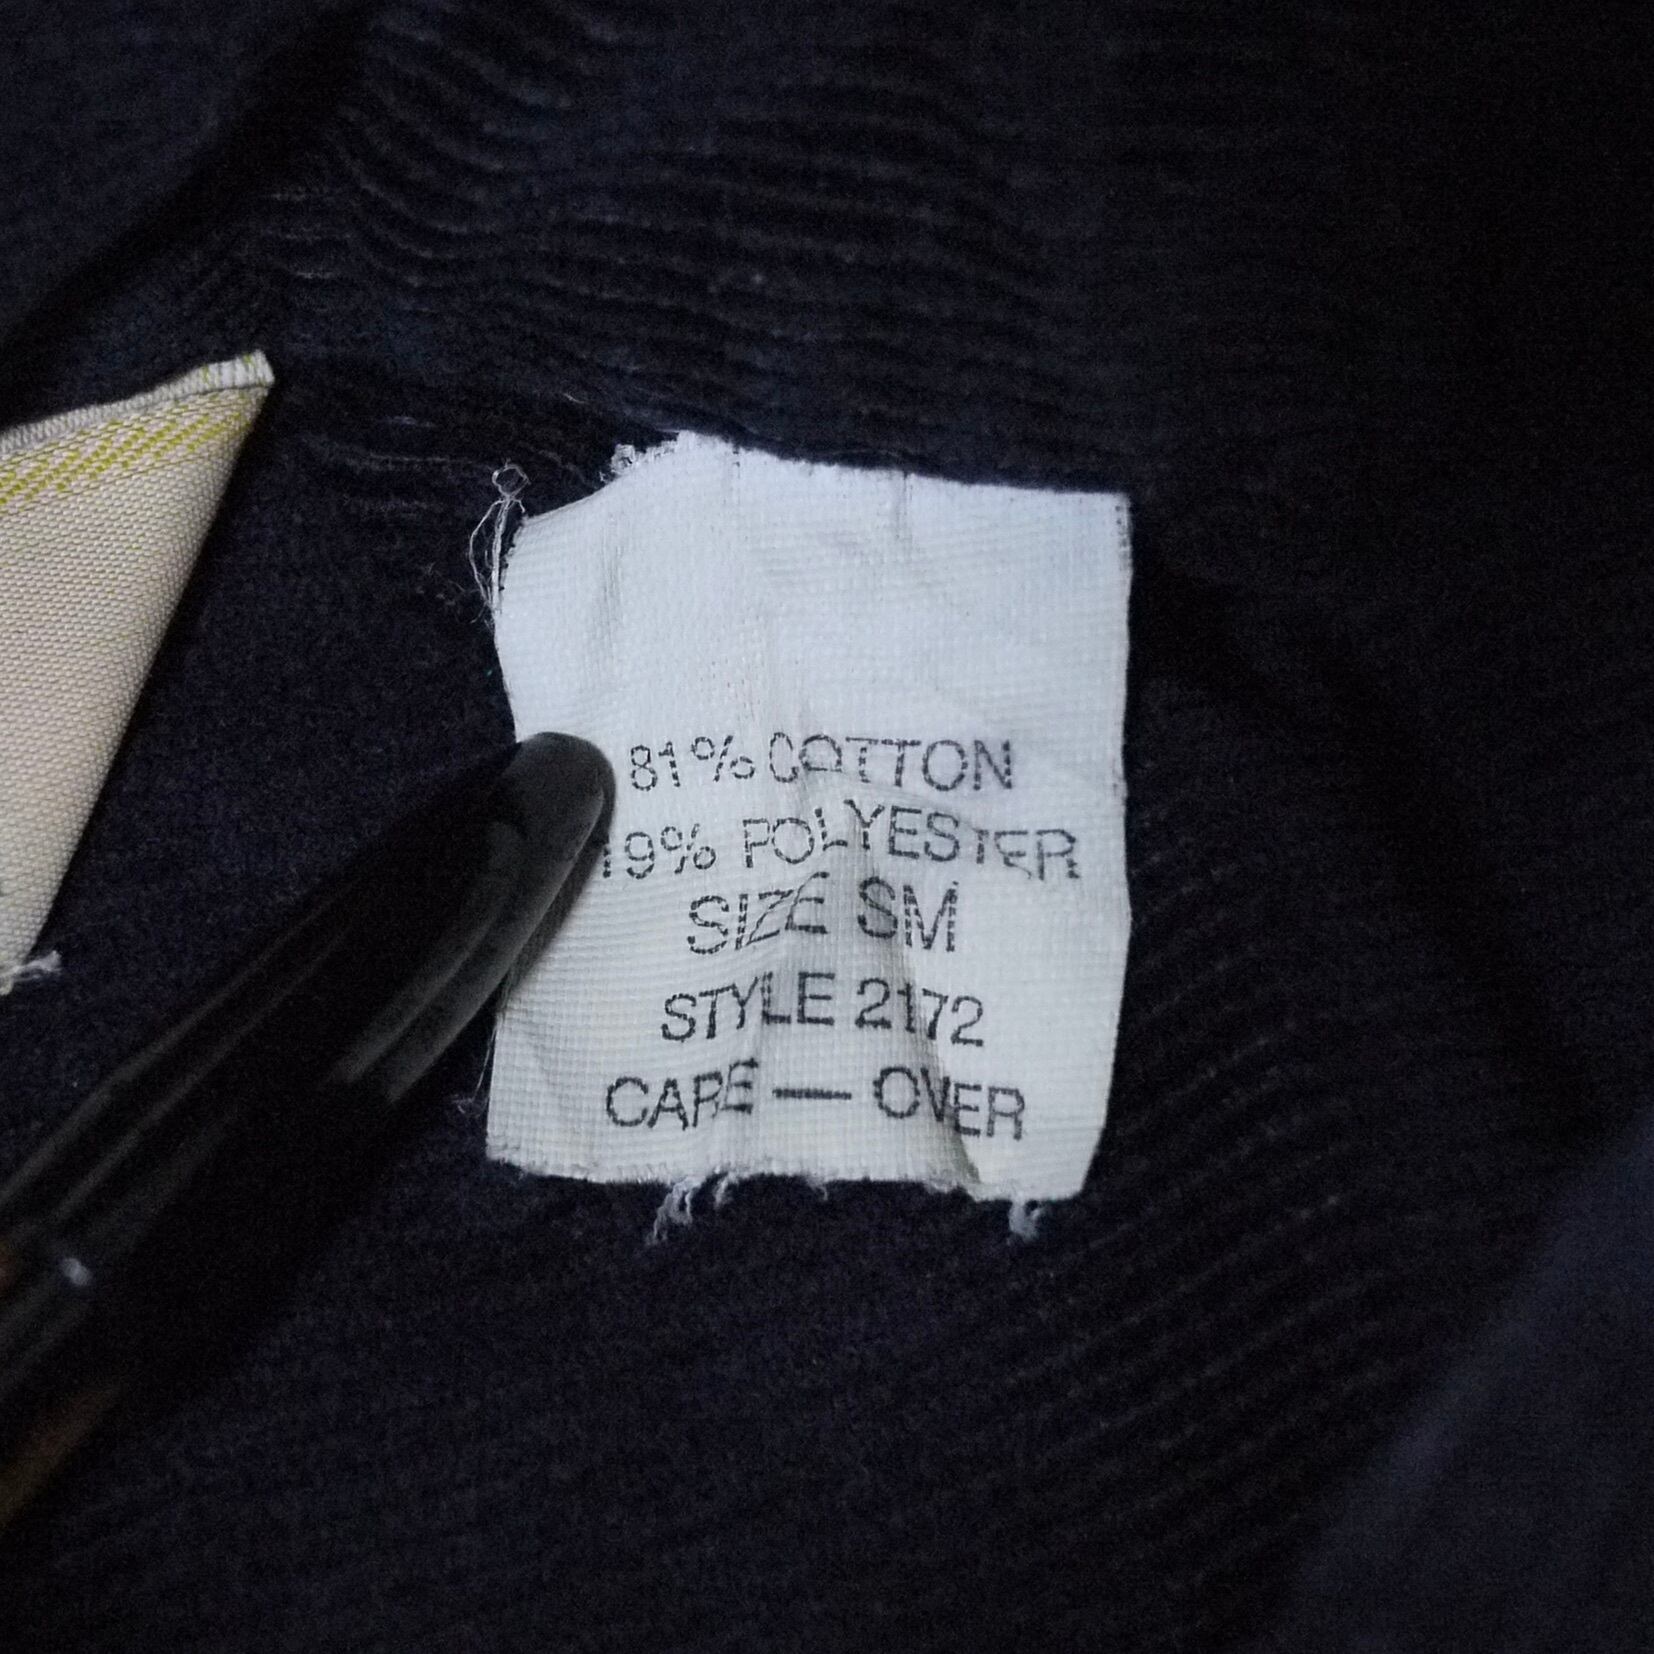 81% COTTON
19% POLYESTER
SIZE SM
STYLE 2172
CARE — OVER